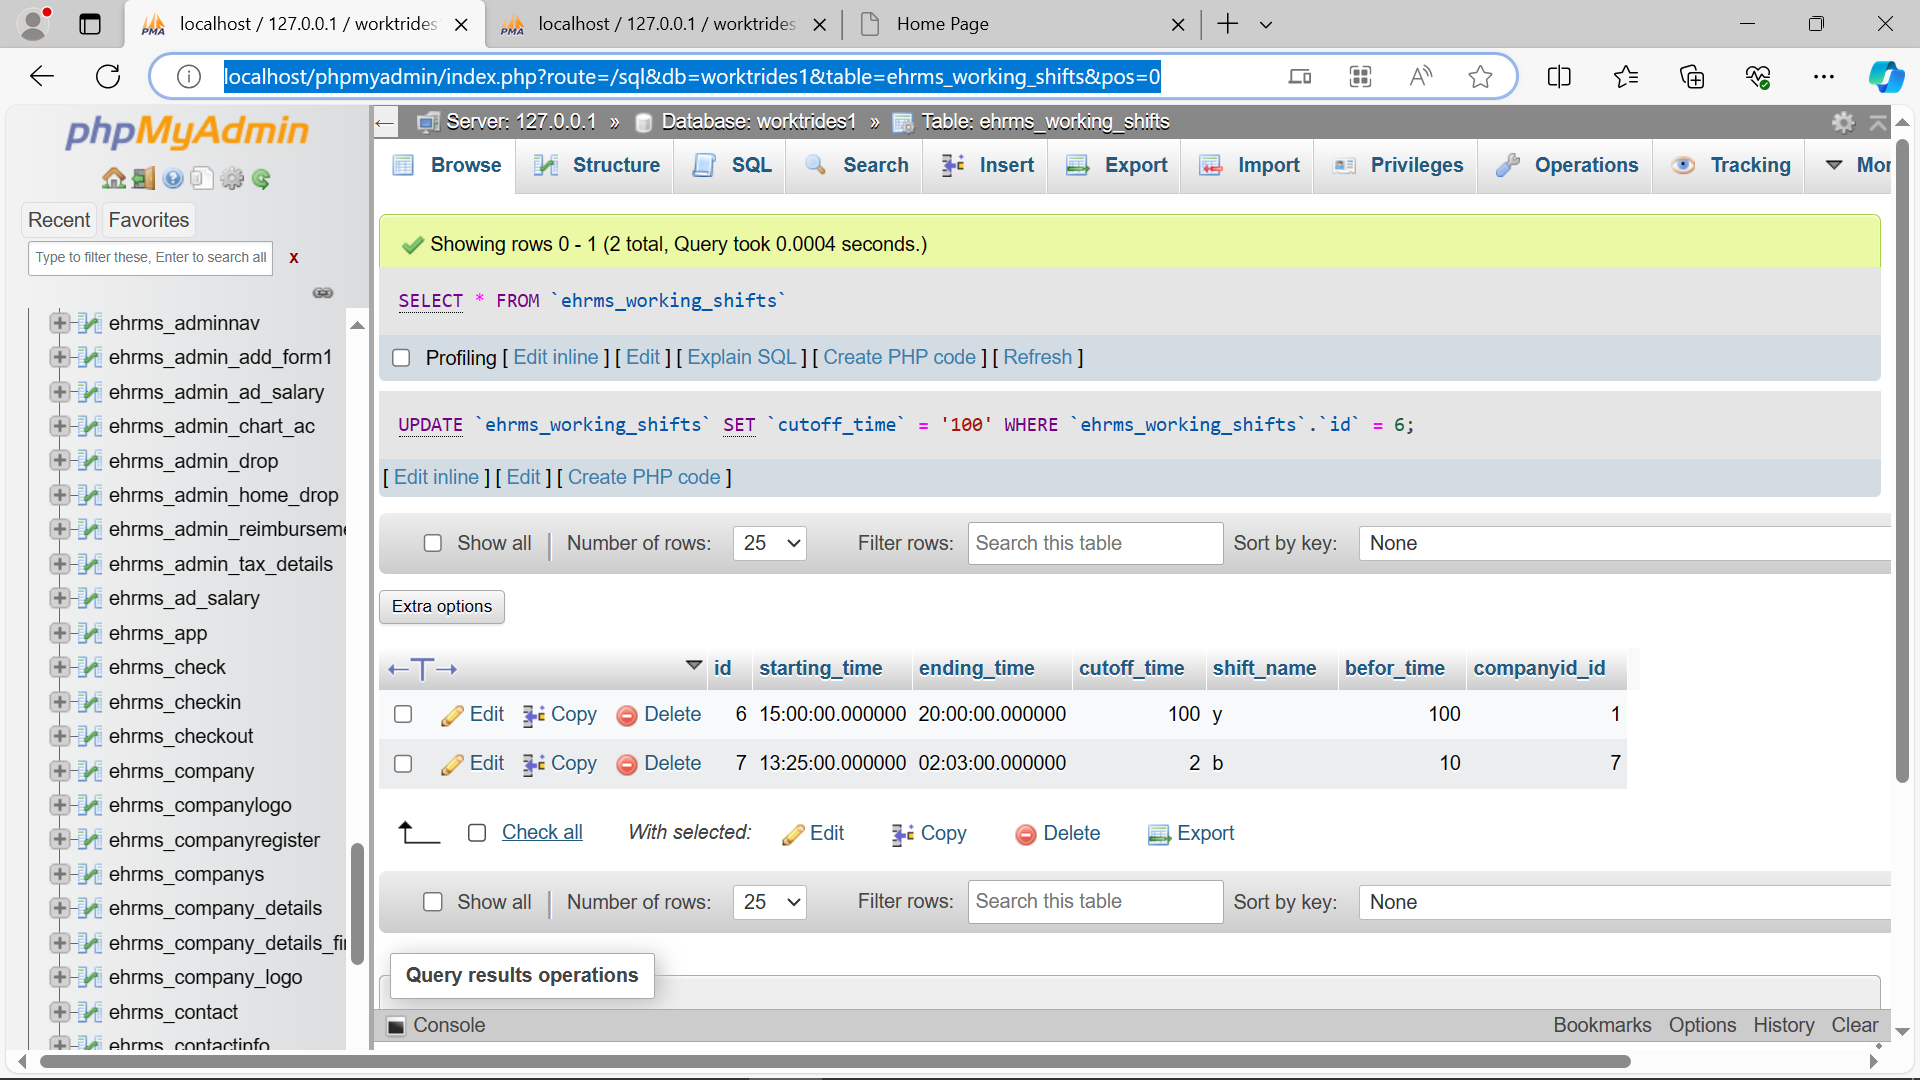 localhost / 127.0.0.1 / worktrides
localhost / 127.0.0.1 / worktrides
Home Page
localhost/phpmyadmin/index.php?route=/sql&db=worktrides1&table=ehrms_working_shifts&pos=0
phpMyAdmin
Recent Favorites
Type to filter these, Enter to search all X
ehrms_adminnav
ehrms_admin_add_form1
ehrms_admin_ad_salary
ehrms_admin_chart_ac
ehrms_admin_drop
ehrms_admin_home_drop
ehrms_admin_reimburseme
ehrms_admin_tax_details
ehrms_ad_salary
ehrms_app
ehrms_check
ehrms_checkin
ehrms_checkout
ehrms_company
ehrms_companylogo
ehrms_companyregister
ehrms_companys
ehrms_company_details
ehrms_company_details_fi
ehrms_company_logo
ehrms_contact
ehrms_contactinfo
Server: 127.0.0.1 » Database: worktrides1 » Table: ehrms_working_shifts
Browse Structure SQL Search Insert Export Import Privileges Operations Tracking Mor
Showing rows 0 - 1 (2 total, Query took 0.0004 seconds.)
SELECT * FROM `ehrms_working_shifts`
Profiling [ Edit inline ] [ Edit ] [ Explain SQL ] [ Create PHP code ] [ Refresh ]
UPDATE `ehrms_working_shifts` SET `cutoff_time` = '100' WHERE `ehrms_working_shifts`.`id` = 6;
[ Edit inline ] [ Edit ] [ Create PHP code ]
Show all | Number of rows: 25 Filter rows: Search this table Sort by key: None
Extra options
←T→ id starting_time ending_time cutoff_time shift_name befor_time companyid_id
Edit Copy Delete 6 15:00:00.000000 20:00:00.000000 100 y 100 1
Edit Copy Delete 7 13:25:00.000000 02:03:00.000000 2 b 10 7
Check all With selected: Edit Copy Delete Export
Show all | Number of rows: 25 Filter rows: Search this table Sort by key: None
Query results operations
Console Bookmarks Options History Clear